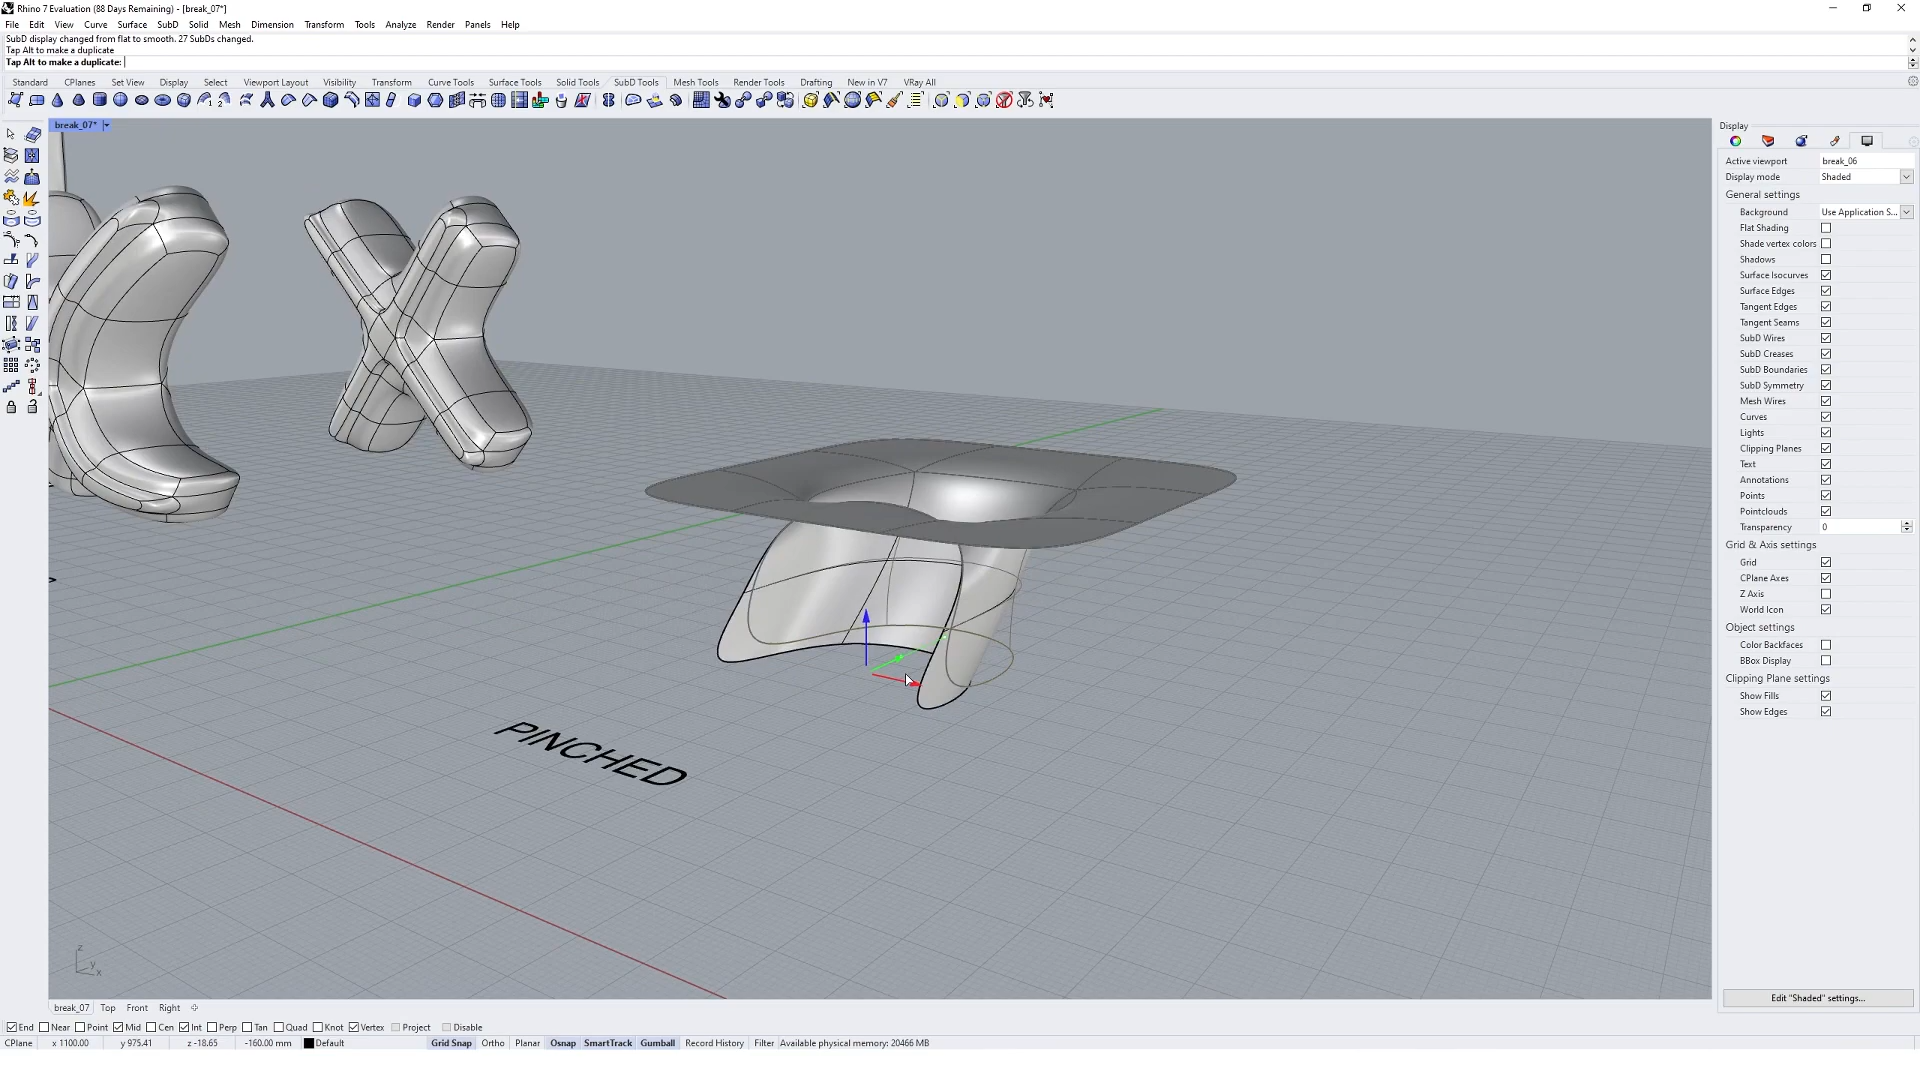 Rhino 7 Evaluation (88 Days Remaining) - [break_07*]
File Edit View Curve Surface SubD Solid Mesh Dimension Transform Tools Analyze Render Panels Help
SubD display changed from flat to smooth. 27 SubDs changed.
Tap Alt to make a duplicate
Tap Alt to make a duplicate:
Standard CPlanes Set View Display Select Viewport Layout Visibility Transform Curve Tools Surface Tools Solid Tools SubD Tools Mesh Tools Render Tools Drafting New in V7 VRay All
break_07*
Display
Active viewport break_06
Display mode Shaded
General settings
Background Use Application S...
Flat Shading
Shade vertex colors
Shadows
Surface Isocurves
Surface Edges
Tangent Edges
Tangent Seams
SubD Wires
SubD Creases
SubD Boundaries
SubD Symmetry
Mesh Wires
Curves
Lights
Clipping Planes
Text
Annotations
Points
Pointclouds
Transparency 0
Grid & Axis settings
Grid
CPlane Axes
Z Axis
World Icon
Object settings
Color Backfaces
BBox Display
Clipping Plane settings
Show Fills
Show Edges
PINCHED
z
y
x
Edit "Shaded" settings...
break_07 Top Front Right
End Near Point Mid Cen Int Perp Tan Quad Knot Vertex Project Disable
CPlane x 1100.00 y 975.41 z -18.65 -160.00 mm Default Grid Snap Ortho Planar Osnap SmartTrack Gumball Record History Filter Available physical memory: 20466 MB